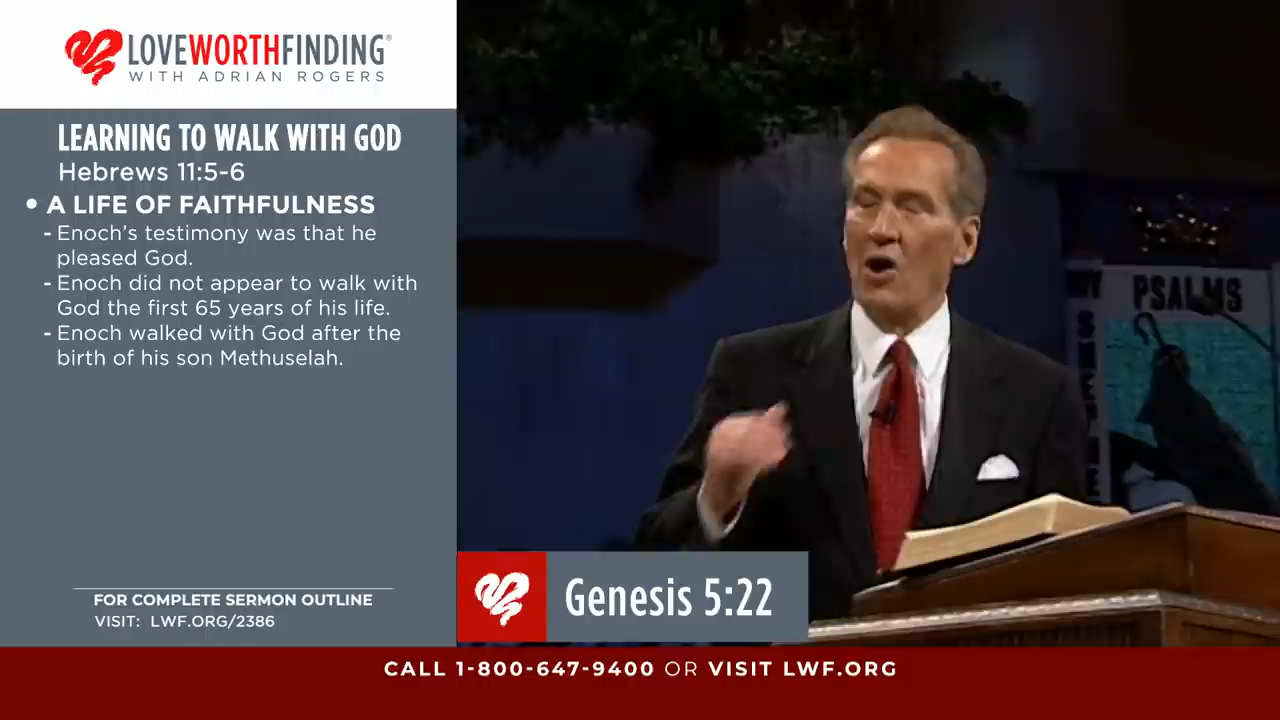 LOVEWORTHFINDING®
WITH ADRIAN ROGERS
LEARNING TO WALK WITH GOD
Hebrews 11:5-6
• A LIFE OF FAITHFULNESS
- Enoch’s testimony was that he
pleased God.
- Enoch did not appear to walk with
God the first 65 years of his life.
- Enoch walked with God after the
birth of his son Methuselah.
FOR COMPLETE SERMON OUTLINE
VISIT: LWF.ORG/2386
PSALMS
Genesis 5:22
CALL 1-800-647-9400 OR VISIT LWF.ORG